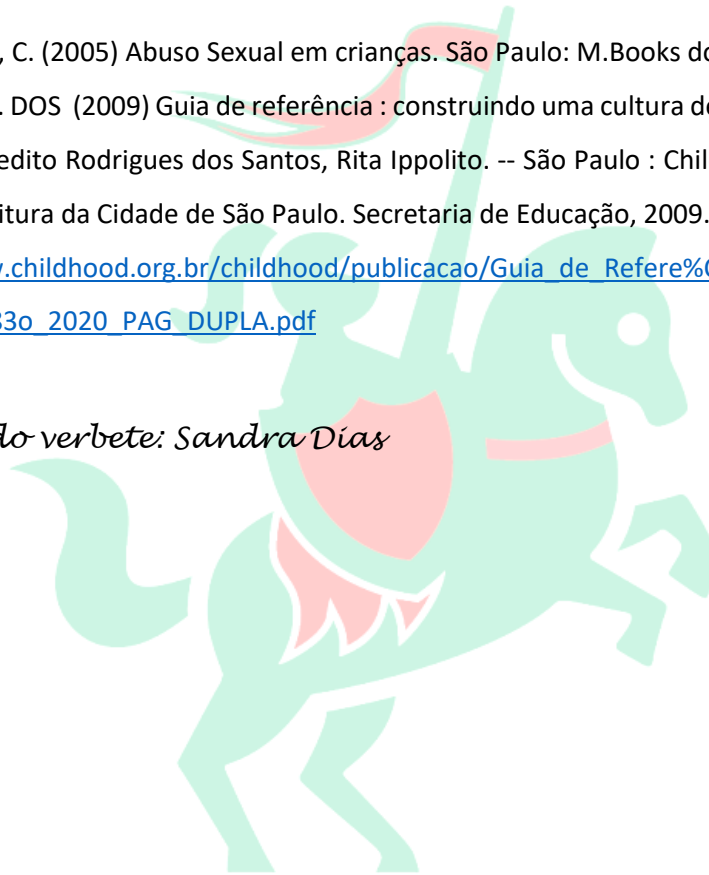 , C. (2005) Abuso Sexual em crianças. São Paulo: M.Books do
. DOS (2009) Guia de referência : construindo uma cultura de
edito Rodrigues dos Santos, Rita Ippolito. -- São Paulo : Chil
itura da Cidade de São Paulo. Secretaria de Educação, 2009.
.childhood.org.br/childhood/publicacao/Guia_de_Refere%
3o_2020_PAG_DUPLA.pdf
do verbete: Sandra Dias